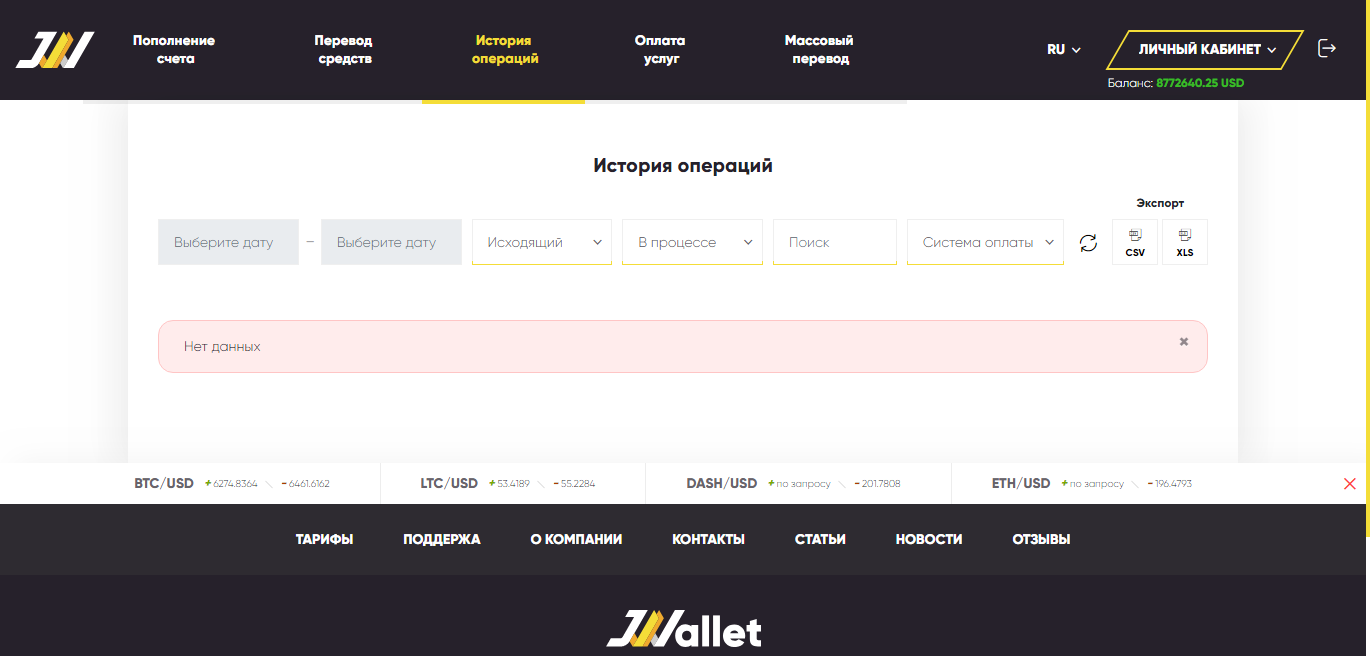 JW
Пополнение
счета
Перевод
средств
История
операций
Оплата
услуг
Массовый
перевод
RU
ЛИЧНЫЙ КАБИНЕТ
Баланс: 8772640.25 USD
История операций
Экспорт
Выберите дату – Выберите дату
Исходящий
В процессе
Поиск
Система оплаты
CSV
XLS
Нет данных
BTC/USD + 6274.8364 \ - 6461.6162
LTC/USD + 53.4189 \ - 55.2284
DASH/USD + по запросу \ - 201.7808
ETH/USD + по запросу \ - 196.4793
ТАРИФЫ
ПОДДЕРЖКА
О КОМПАНИИ
КОНТАКТЫ
СТАТЬИ
НОВОСТИ
ОТЗЫВЫ
JWallet